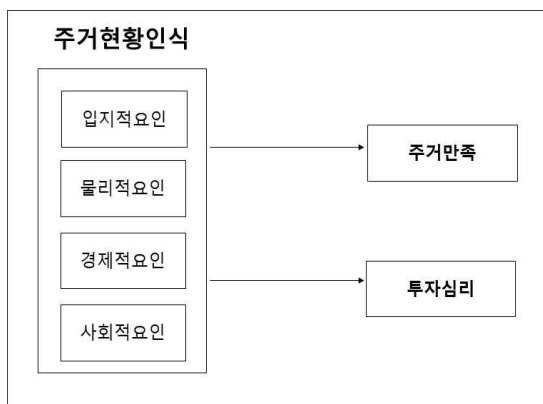 주거현황인식
입지적요인
물리적요인
경제적요인
사회적요인
주거만족
투자심리